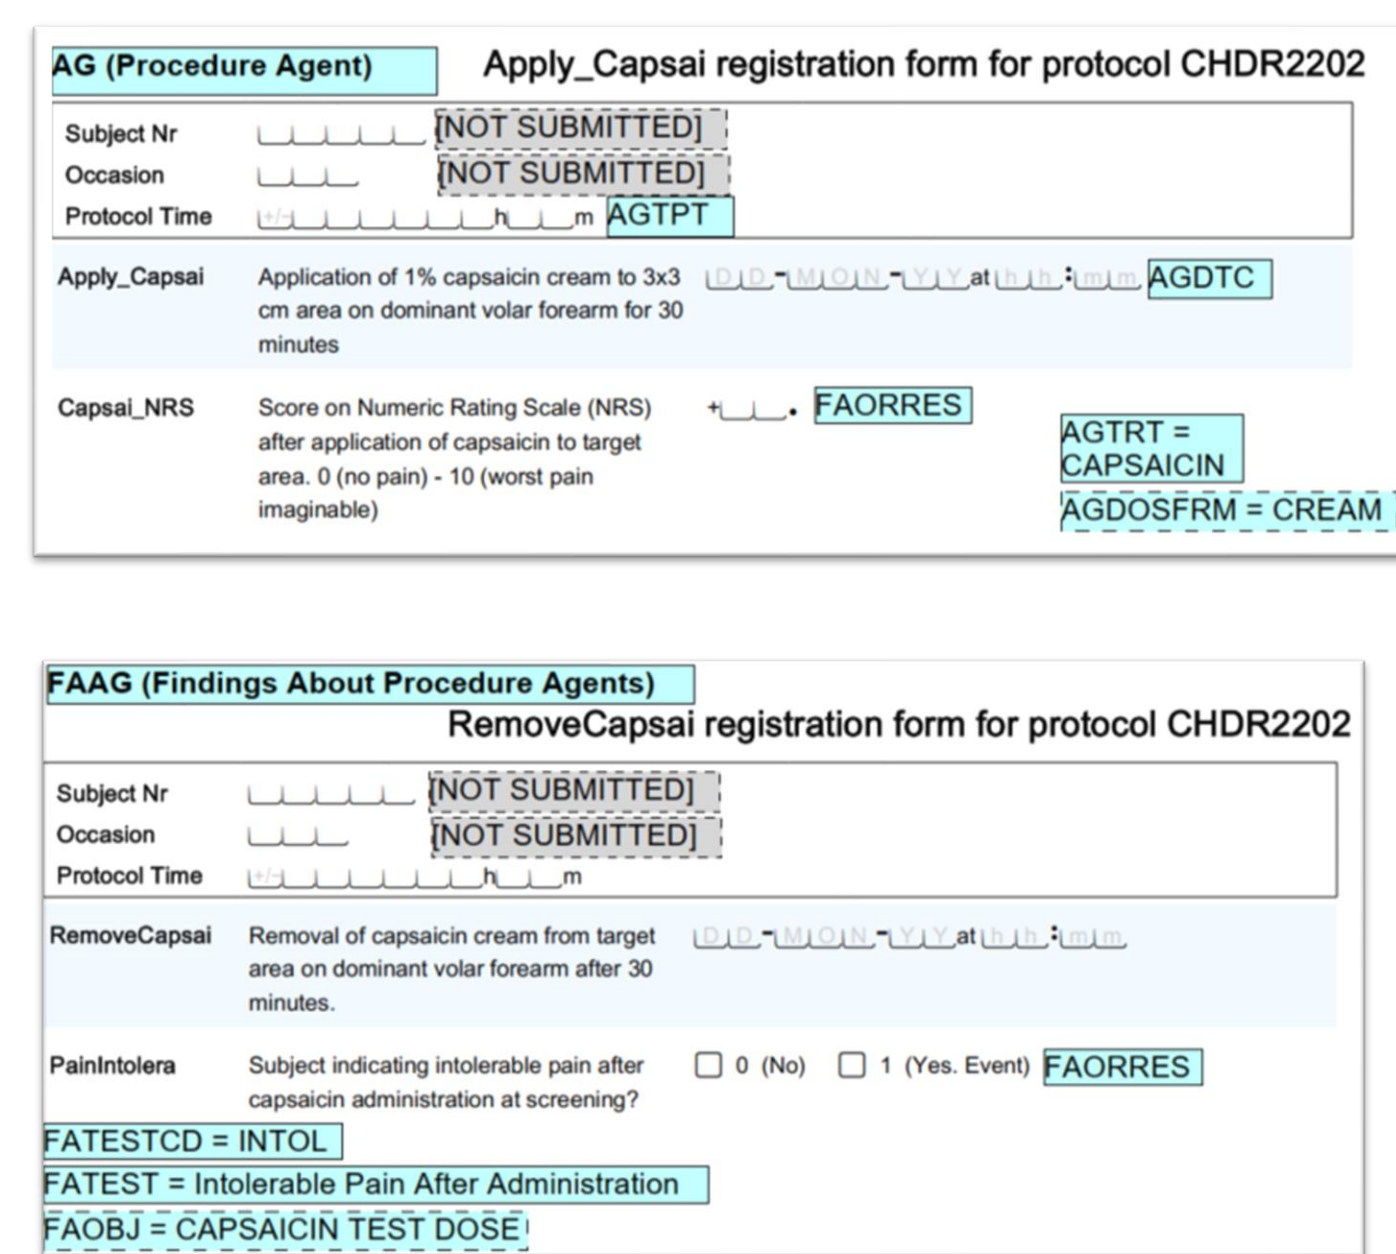 AG (Procedure Agent) Apply_Capsai registration form for protocol CHDR2202
Subject Nr [NOT SUBMITTED]
Occasion [NOT SUBMITTED]
Protocol Time +/- h m AGTPT
Apply_Capsai Application of 1% capsaicin cream to 3x3 D D - M O N - Y Y at h h : m m AGDTC
cm area on dominant volar forearm for 30
minutes
Capsai_NRS Score on Numeric Rating Scale (NRS) + . FAORRES
after application of capsaicin to target AGTRT =
area. 0 (no pain) - 10 (worst pain CAPSAICIN
imaginable) AGDOSFRM = CREAM
FAAG (Findings About Procedure Agents)
RemoveCapsai registration form for protocol CHDR2202
Subject Nr [NOT SUBMITTED]
Occasion [NOT SUBMITTED]
Protocol Time +/- h m
RemoveCapsai Removal of capsaicin cream from target D D - M O N - Y Y at h h : m m
area on dominant volar forearm after 30
minutes.
PainIntolera Subject indicating intolerable pain after 0 (No) 1 (Yes. Event) FAORRES
capsaicin administration at screening?
FATESTCD = INTOL
FATEST = Intolerable Pain After Administration
FAOBJ = CAPSAICIN TEST DOSE